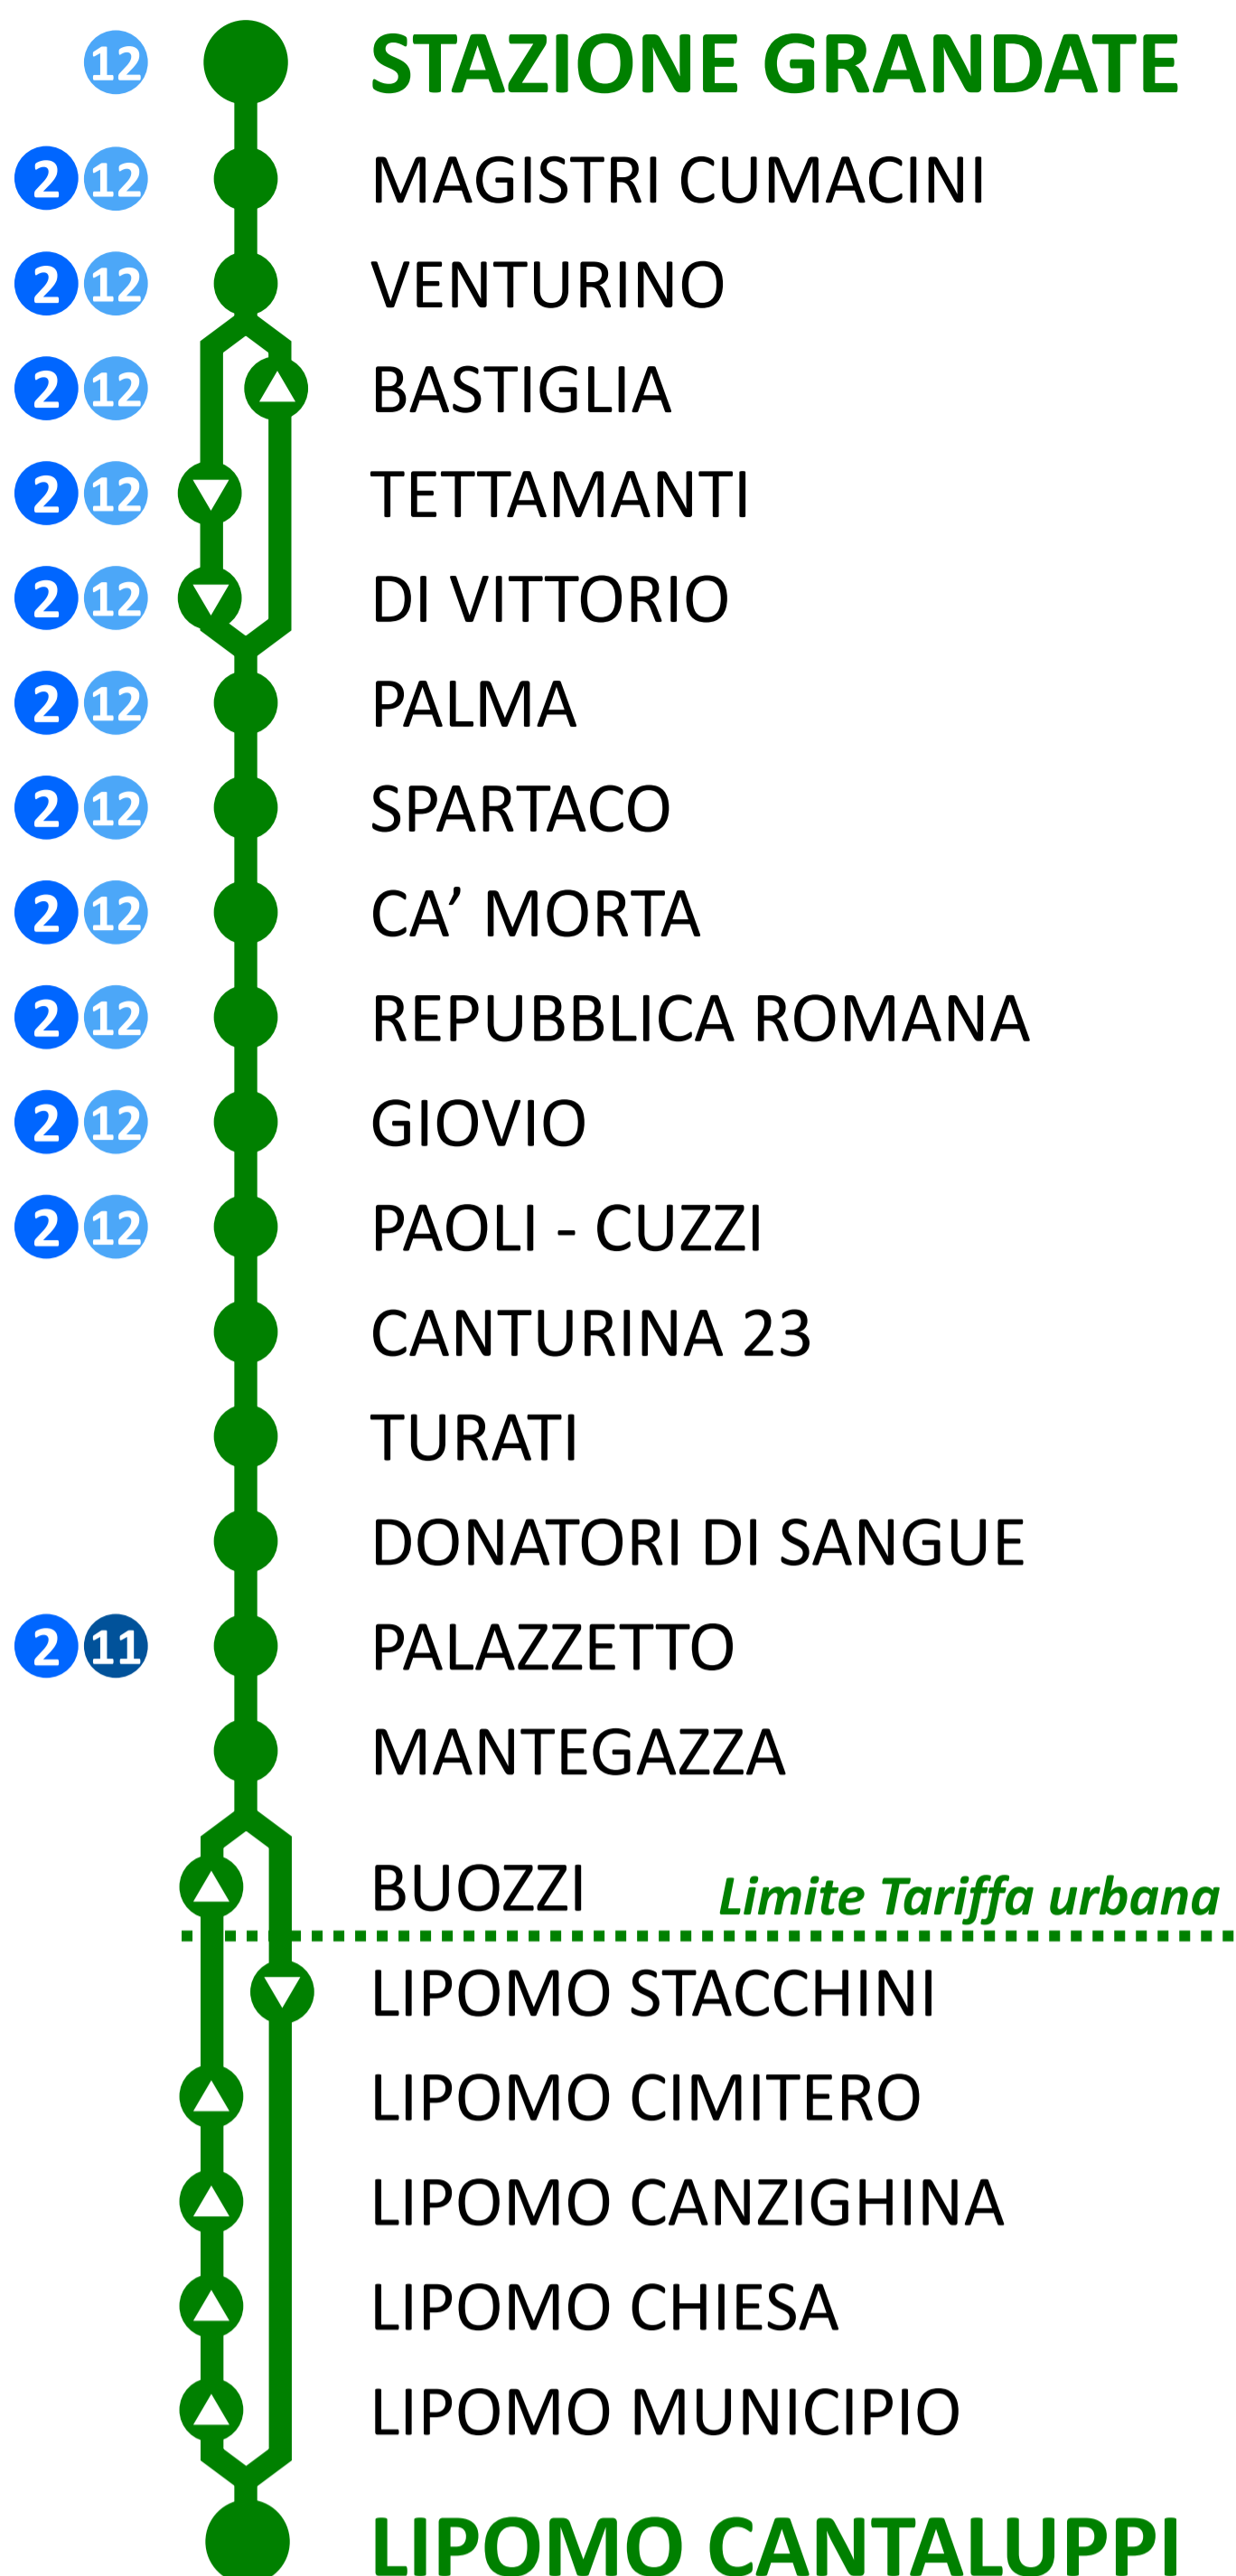 12 STAZIONE GRANDATE
2 12 MAGISTRI CUMACINI
2 12 VENTURINO
2 12 BASTIGLIA
2 12 TETTAMANTI
2 12 DI VITTORIO
2 12 PALMA
2 12 SPARTACO
2 12 CA’ MORTA
2 12 REPUBBLICA ROMANA
2 12 GIOVIO
2 12 PAOLI - CUZZI
CANTURINA 23
TURATI
DONATORI DI SANGUE
2 11 PALAZZETTO
MANTEGAZZA
BUOZZI Limite Tariffa urbana
LIPOMO STACCHINI
LIPOMO CIMITERO
LIPOMO CANZIGHINA
LIPOMO CHIESA
LIPOMO MUNICIPIO
LIPOMO CANTALUPPI